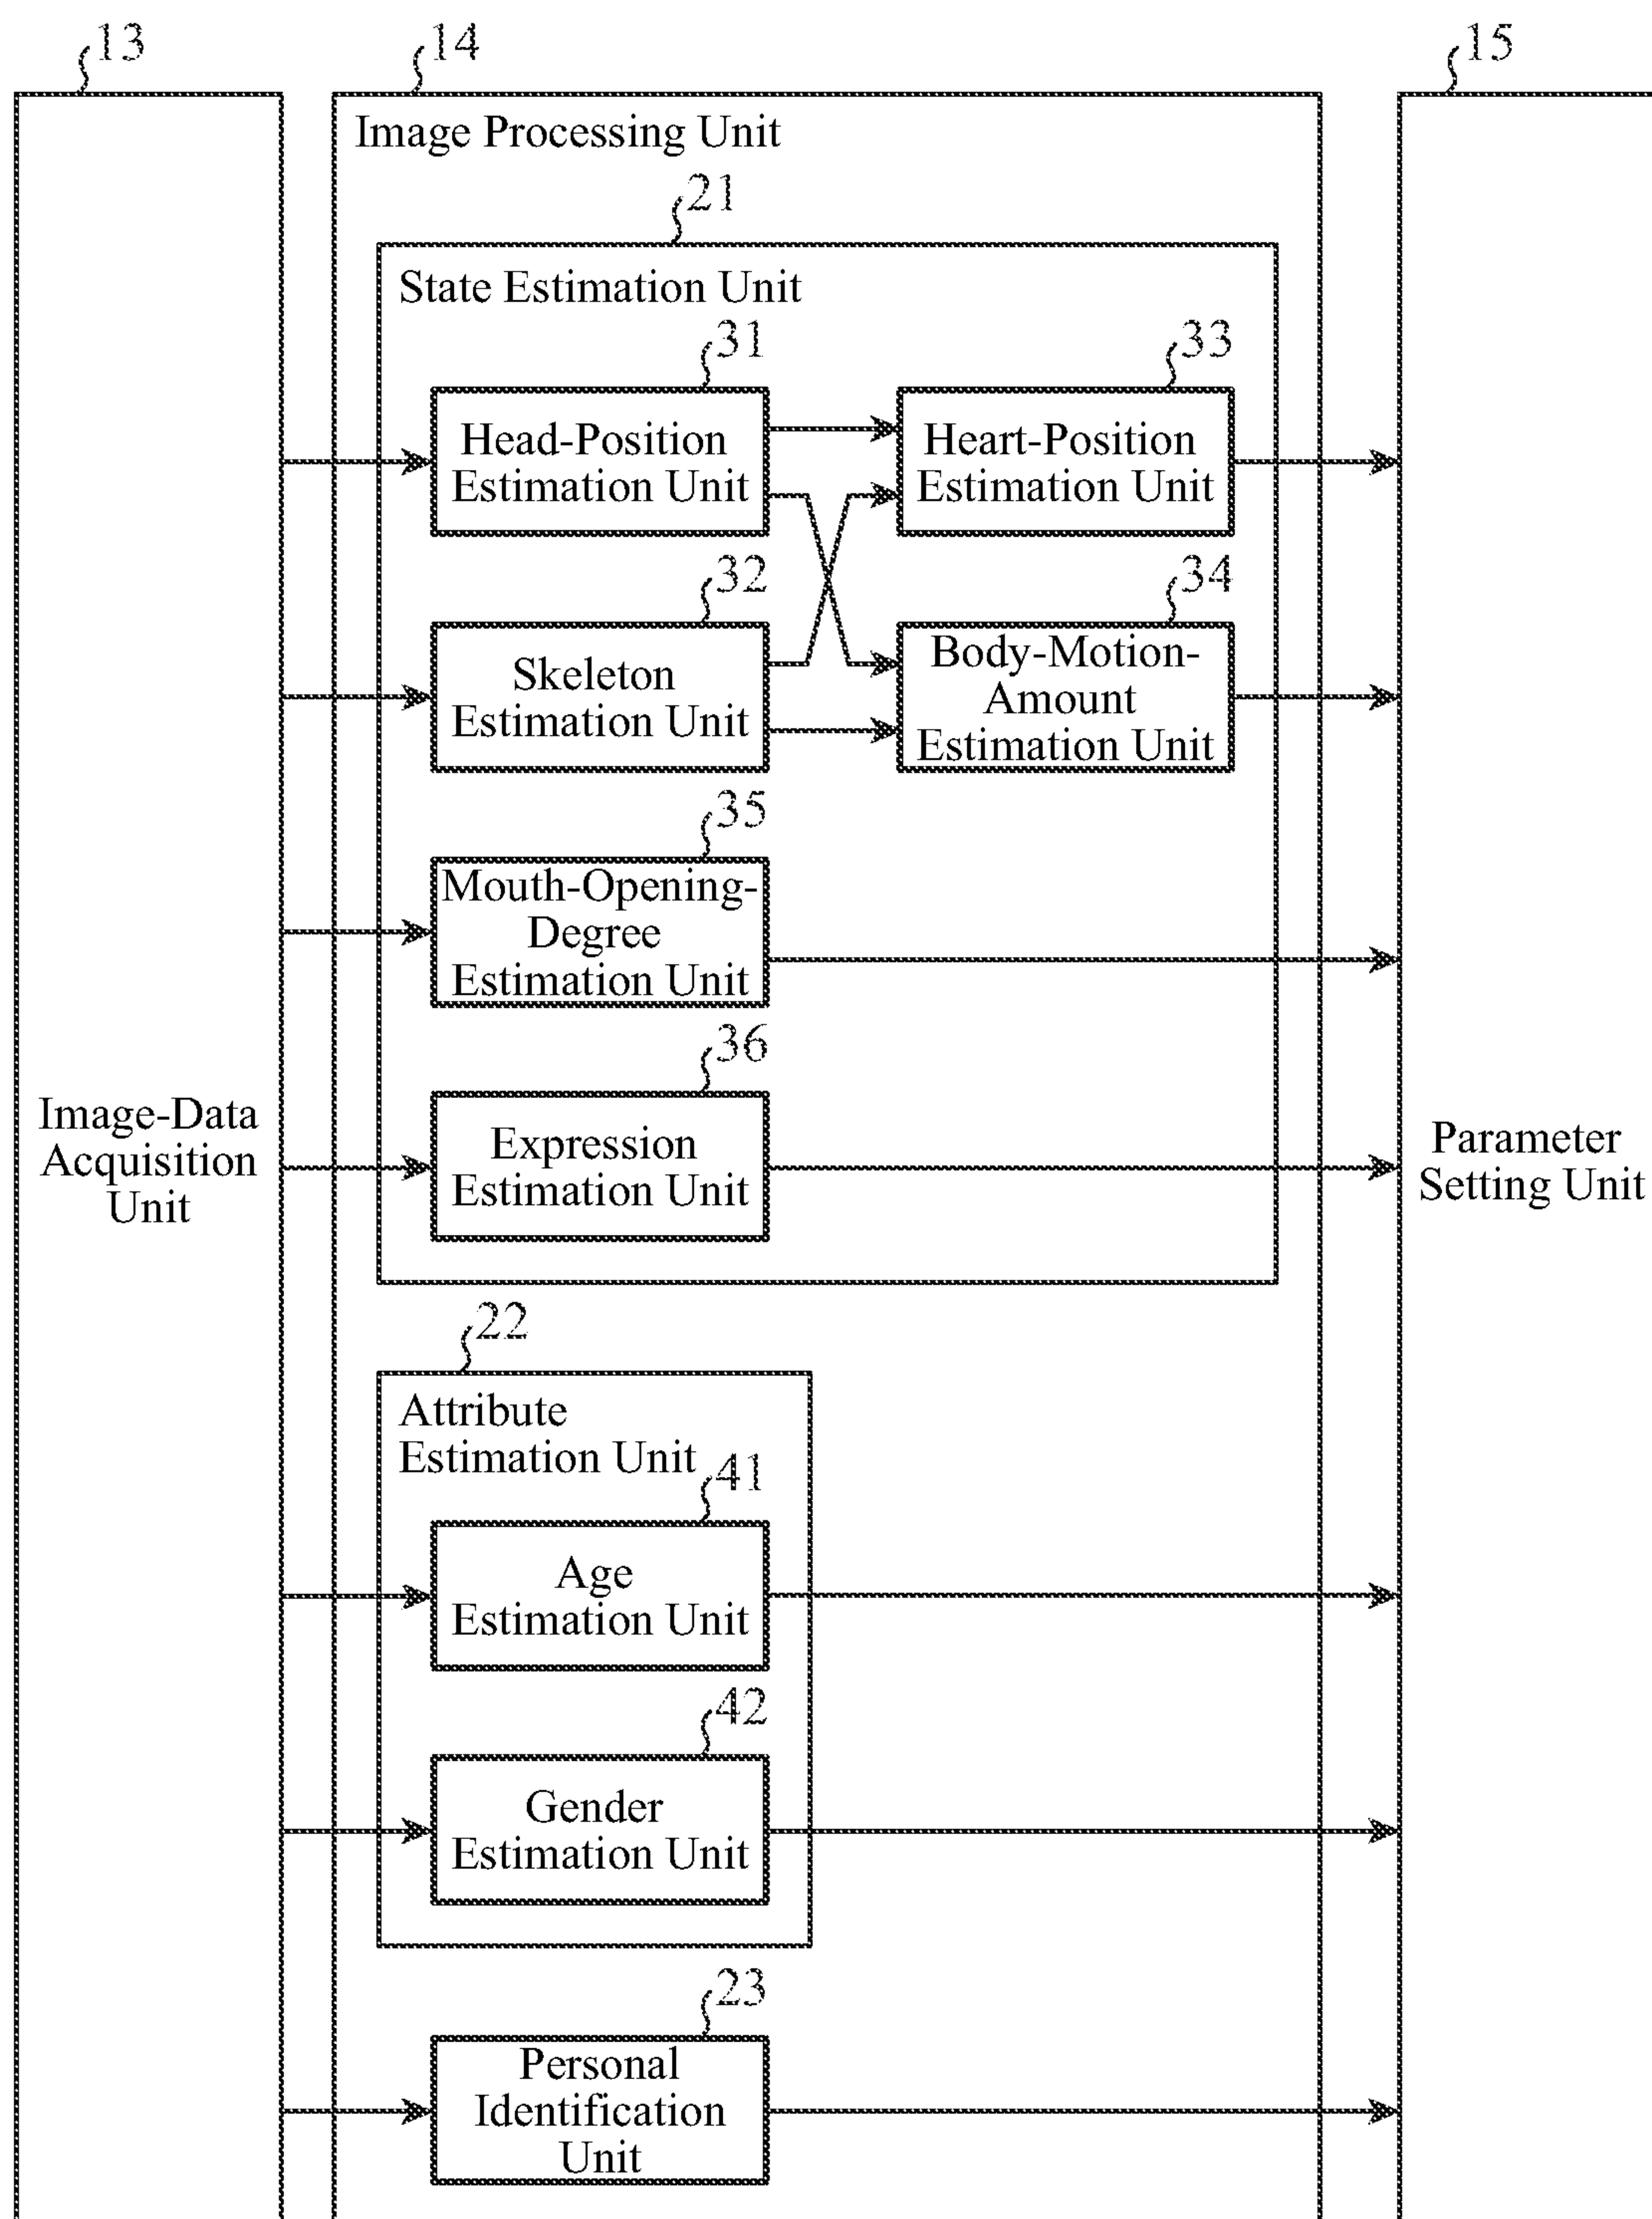 13
14
15
Image Processing Unit
21
State Estimation Unit
31
33
Head-Position
Estimation Unit
Heart-Position
Estimation Unit
32
34
Skeleton
Estimation Unit
Body-Motion-
Amount
Estimation Unit
35
Mouth-Opening-
Degree
Estimation Unit
36
Expression
Estimation Unit
Image-Data
Acquisition
Unit
Parameter
Setting Unit
22
Attribute
Estimation Unit
41
Age
Estimation Unit
42
Gender
Estimation Unit
23
Personal
Identification
Unit